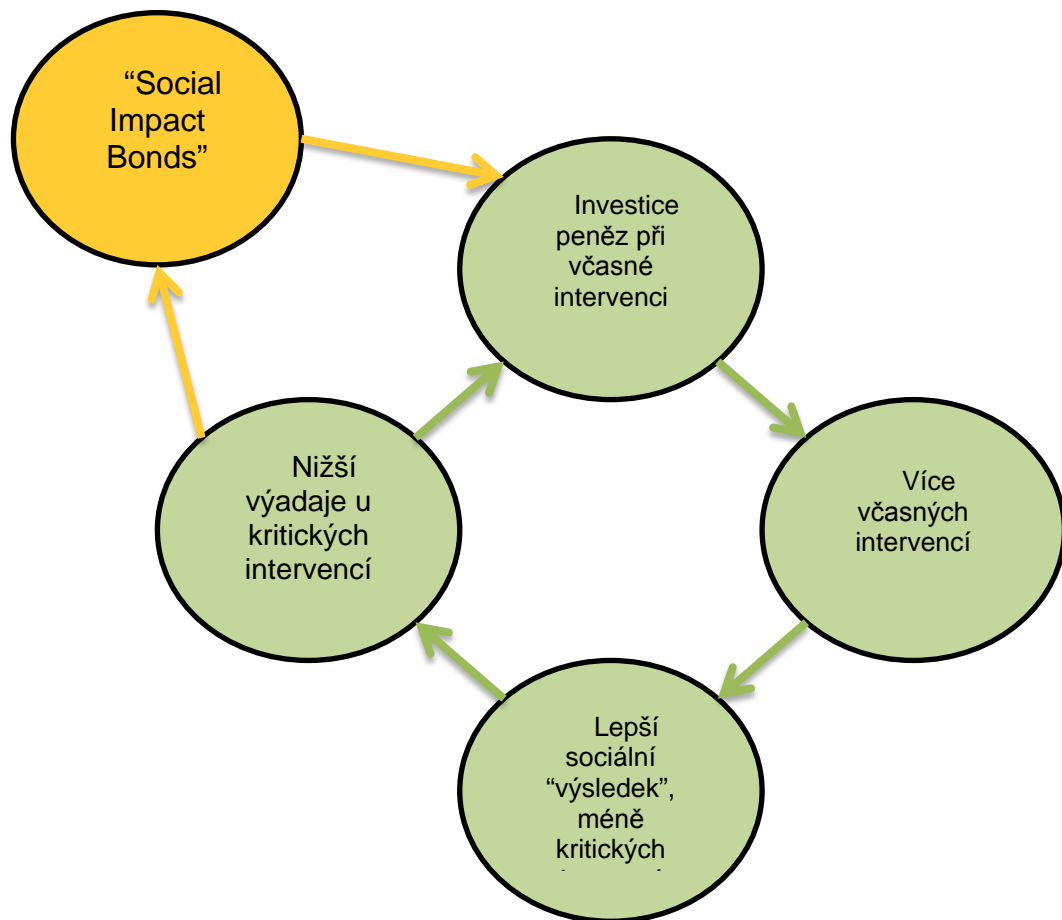 “Social
Impact
Bonds”
Investice
peněz při
včasné
intervenci
Více
včasných
intervencí
Lepší
sociální
“výsledek”,
méně
kritických
Nižší
výadaje u
kritických
intervencí